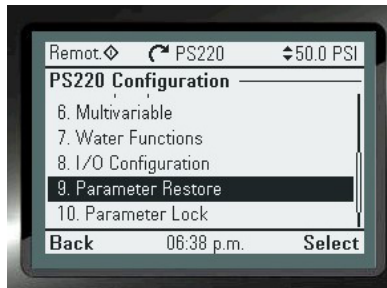 Remot. PS220 50.0 PSI
PS220 Configuration
6. Multivariable
7. Water Functions
8. I/O Configuration
9. Parameter Restore
10. Parameter Lock
Back 06:38 p.m. Select